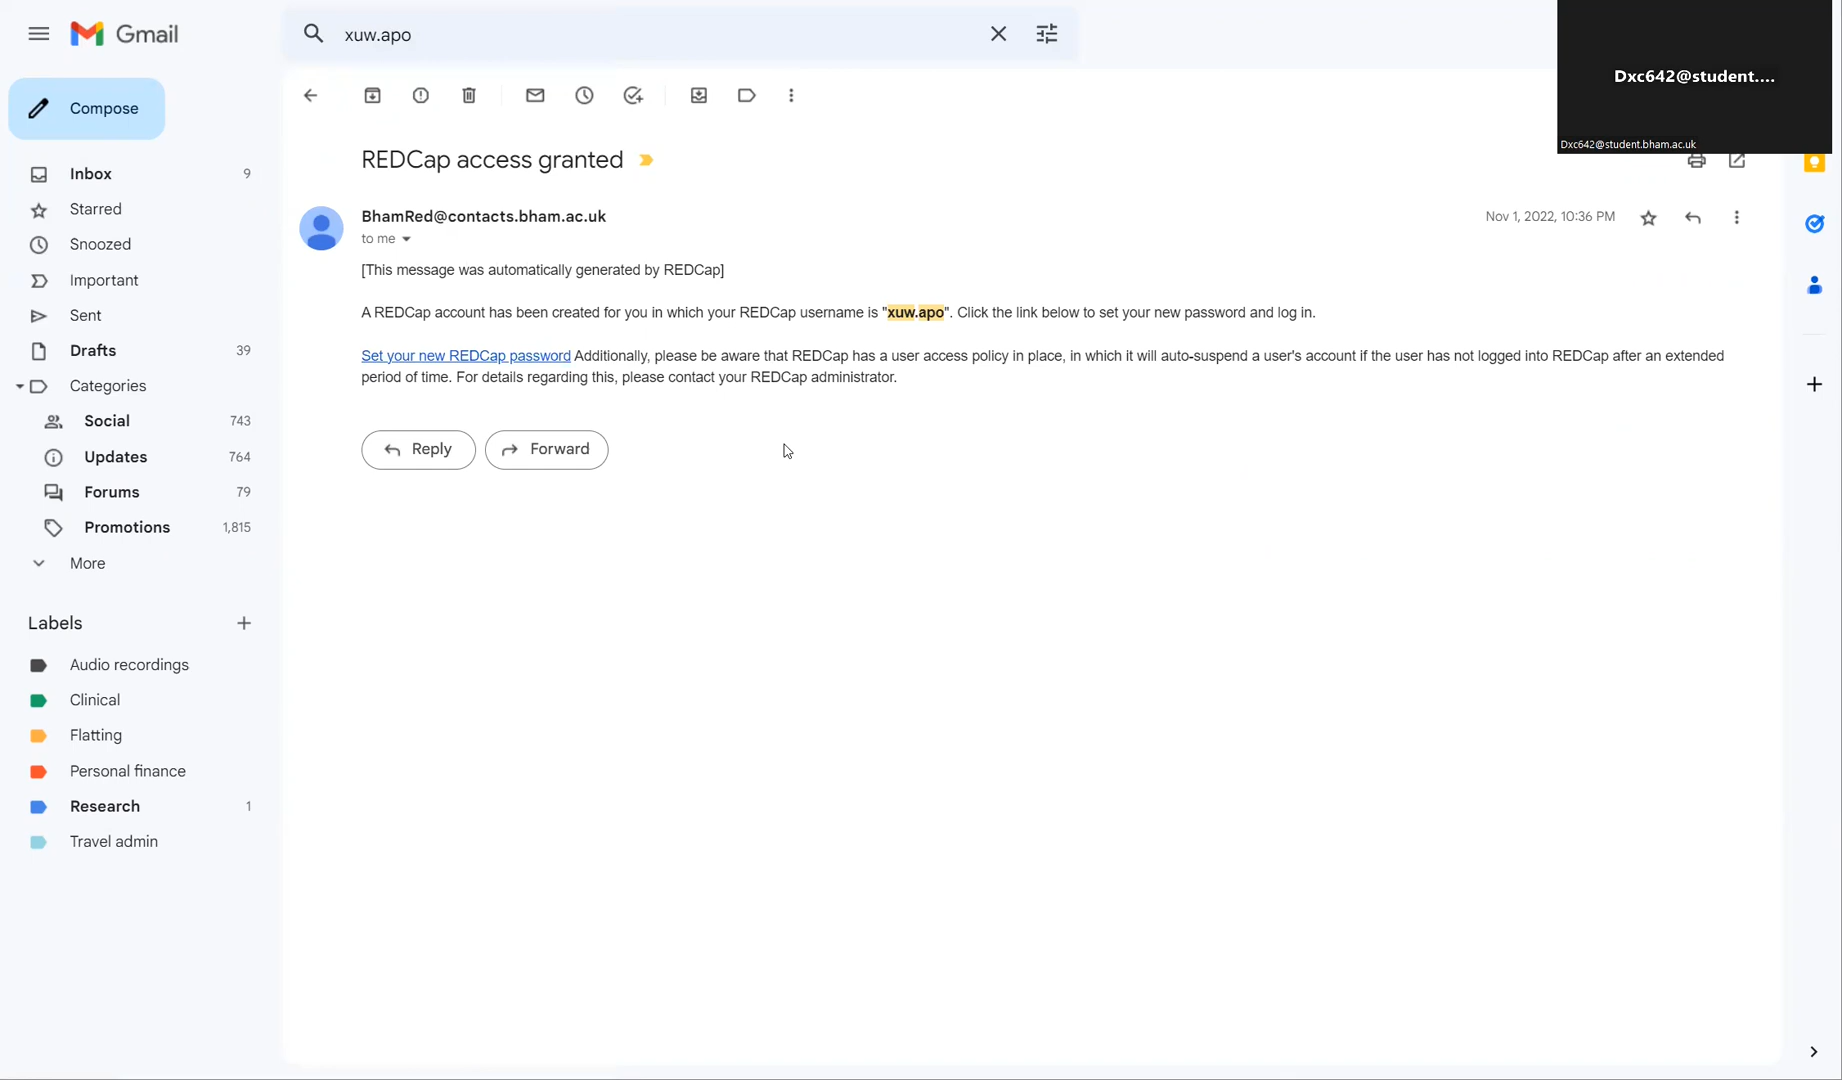 Gmail
xuw.apo
Dxc642@student....
Dxc642@student.bham.ac.uk
Compose
Inbox 9
Starred
Snoozed
Important
Sent
Drafts 39
Categories
Social 743
Updates 764
Forums 79
Promotions 1,815
More
Labels
Audio recordings
Clinical
Flatting
Personal finance
Research 1
Travel admin
REDCap access granted
BhamRed@contacts.bham.ac.uk Nov 1, 2022, 10:36 PM
to me
[This message was automatically generated by REDCap]
A REDCap account has been created for you in which your REDCap username is "xuw.apo". Click the link below to set your new password and log in.
Set your new REDCap password Additionally, please be aware that REDCap has a user access policy in place, in which it will auto-suspend a user's account if the user has not logged into REDCap after an extended
period of time. For details regarding this, please contact your REDCap administrator.
Reply Forward